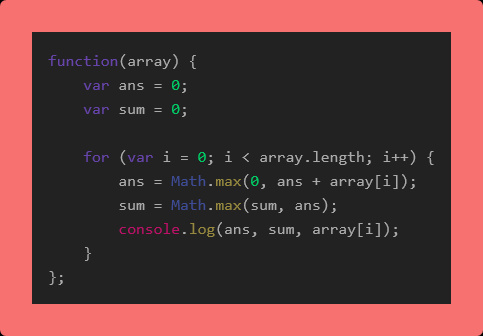 function(array) {
    var ans = 0;
    var sum = 0;

    for (var i = 0; i < array.length; i++) {
        ans = Math.max(0, ans + array[i]);
        sum = Math.max(sum, ans);
        console.log(ans, sum, array[i]);
    }
};